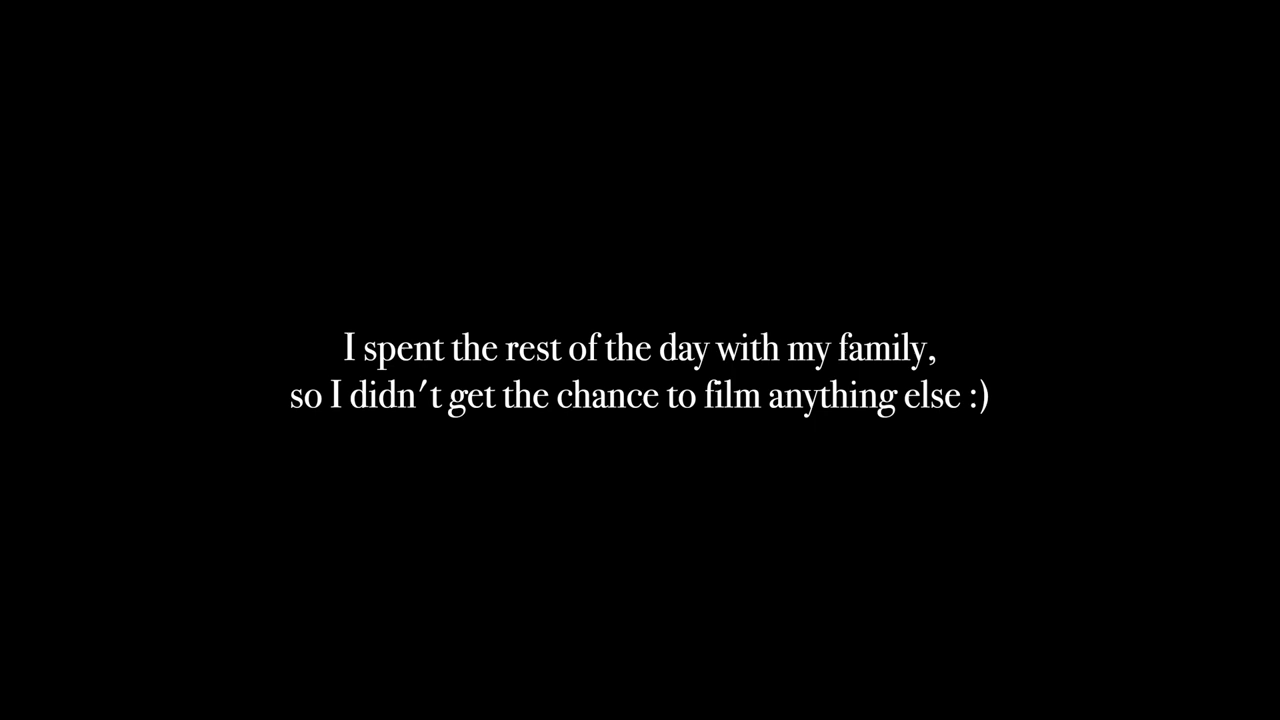 I spent the rest of the day with my family,
so I didn't get the chance to film anything else :)